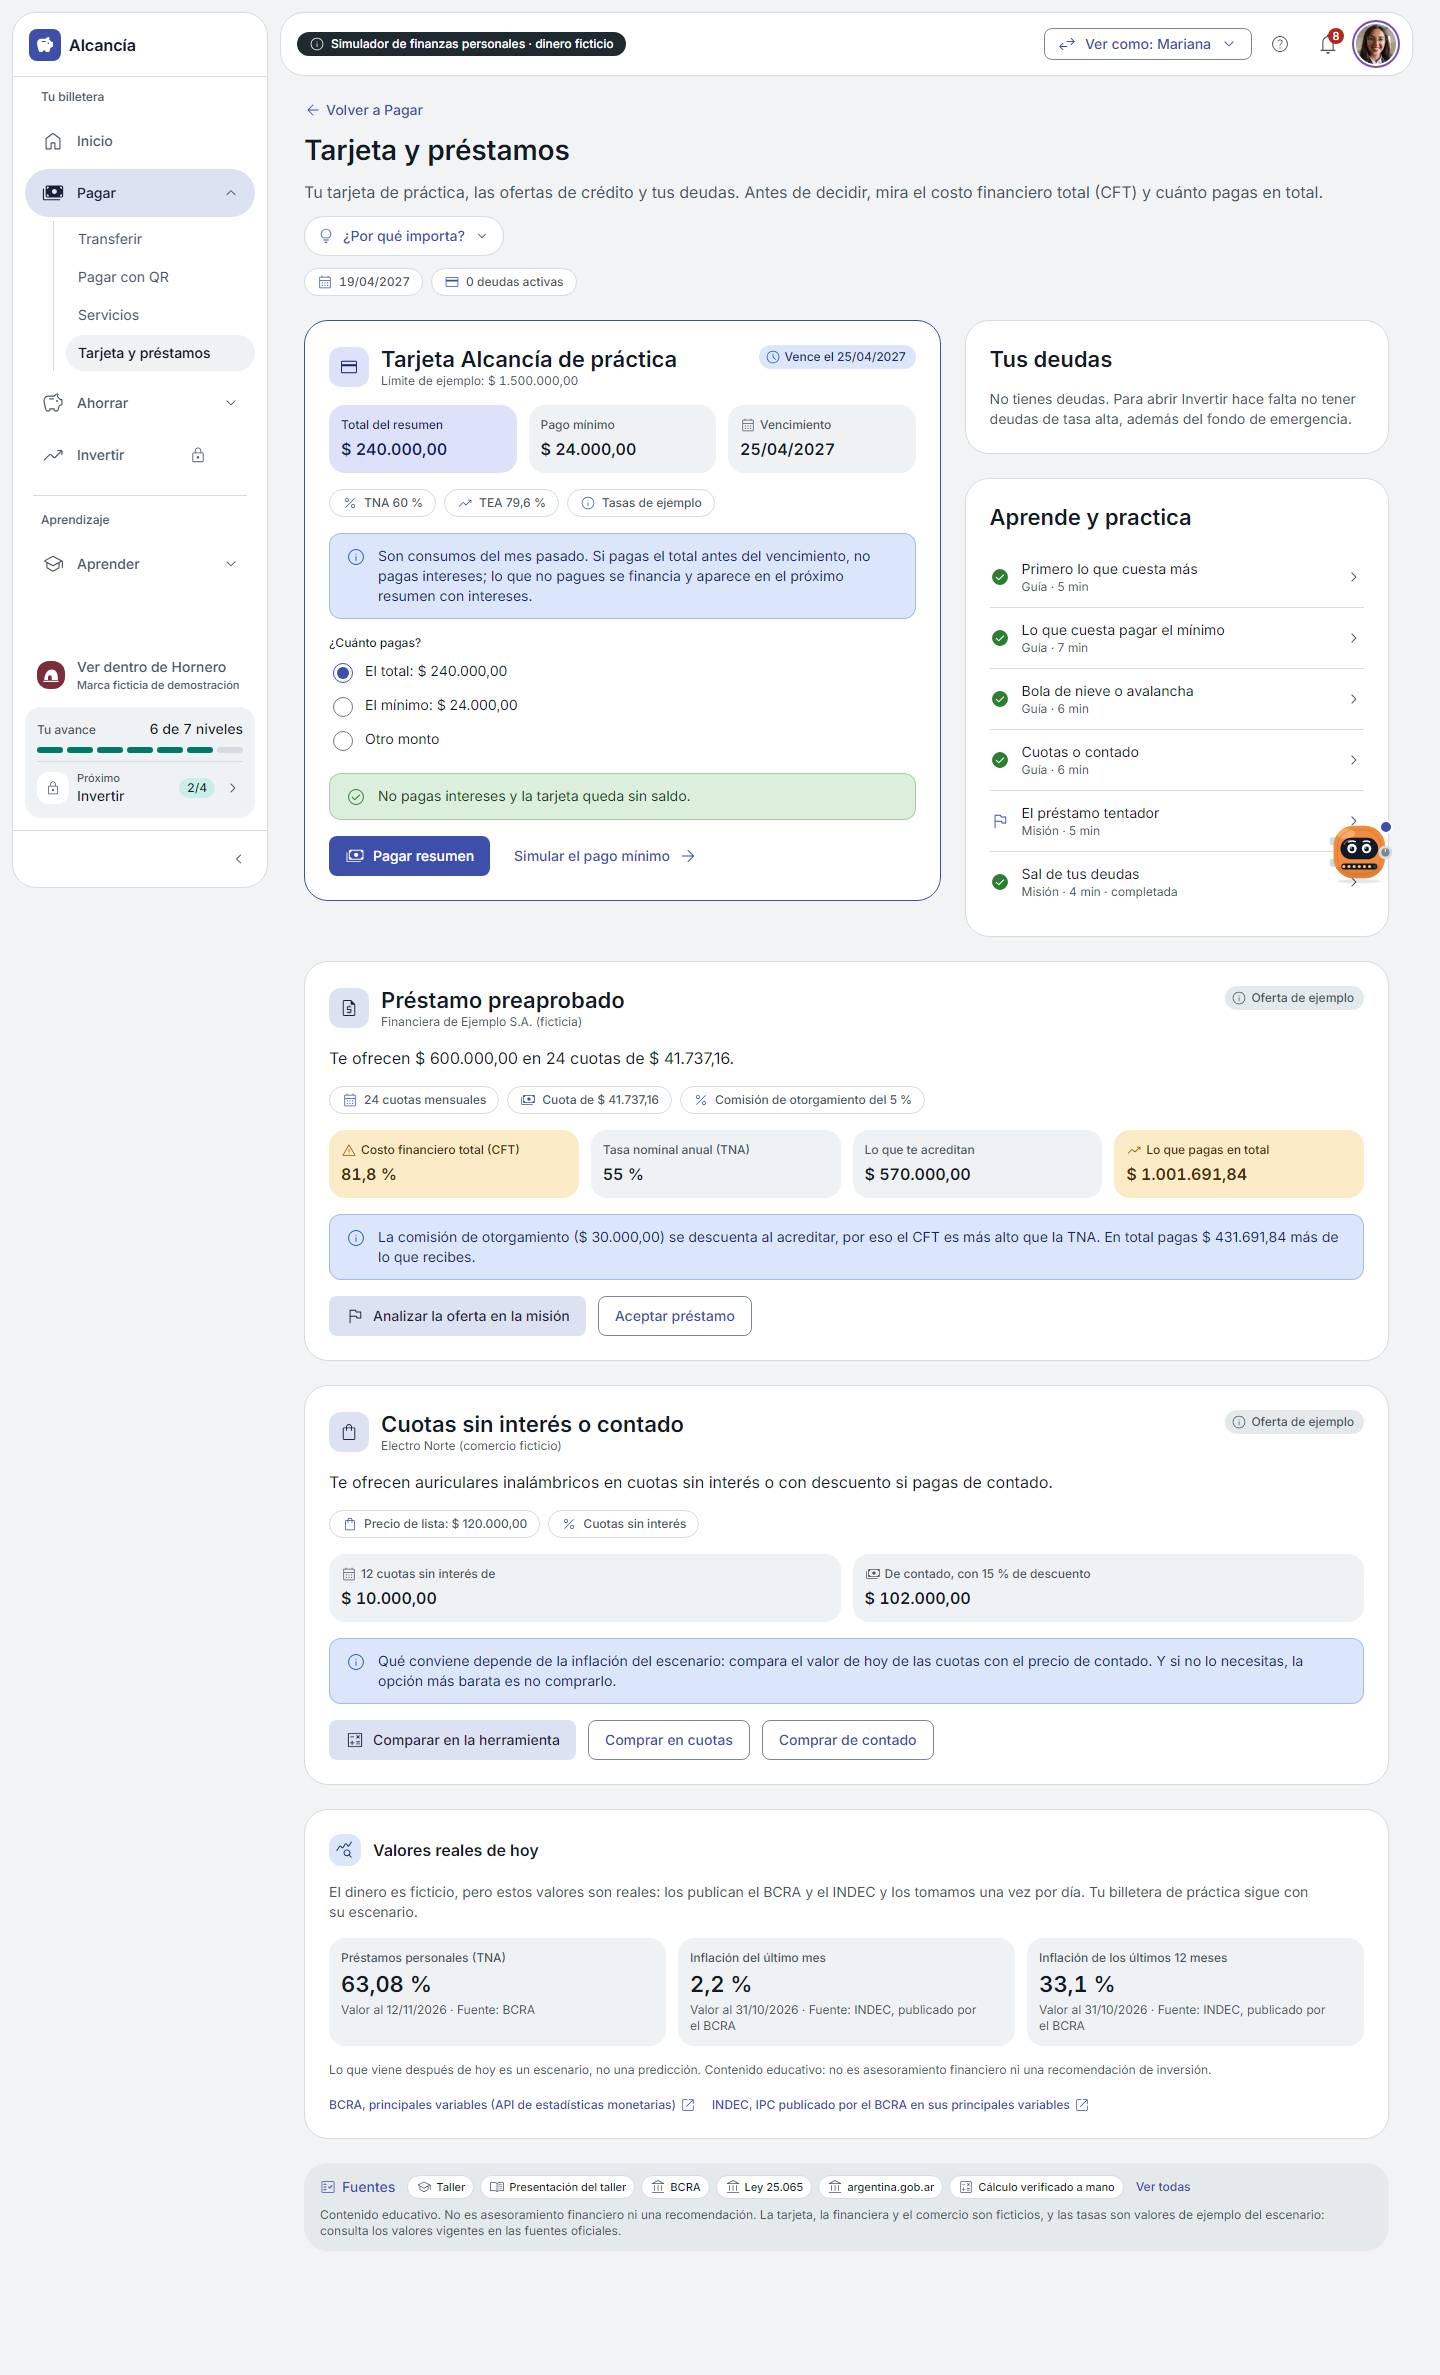 Alcancía
Tu billetera
Inicio
Pagar
Transferir
Pagar con QR
Servicios
Tarjeta y préstamos
Ahorrar
Invertir
Aprendizaje
Aprender
Ver dentro de Hornero
Marca ficticia de demostración
Tu avance
6 de 7 niveles
Próximo
Invertir
2/4
Simulador de finanzas personales · dinero ficticio
Ver como: Mariana
8
Volver a Pagar
Tarjeta y préstamos
Tu tarjeta de práctica, las ofertas de crédito y tus deudas. Antes de decidir, mira el costo financiero total (CFT) y cuánto pagas en total.
¿Por qué importa?
19/04/2027
0 deudas activas
Tarjeta Alcancía de práctica
Límite de ejemplo: $ 1.500.000,00
Vence el 25/04/2027
Total del resumen
$ 240.000,00
Pago mínimo
$ 24.000,00
Vencimiento
25/04/2027
TNA 60 %
TEA 79,6 %
Tasas de ejemplo
Son consumos del mes pasado. Si pagas el total antes del vencimiento, no
pagas intereses; lo que no pagues se financia y aparece en el próximo
resumen con intereses.
¿Cuánto pagas?
El total: $ 240.000,00
El mínimo: $ 24.000,00
Otro monto
No pagas intereses y la tarjeta queda sin saldo.
Pagar resumen
Simular el pago mínimo
Tus deudas
No tienes deudas. Para abrir Invertir hace falta no tener
deudas de tasa alta, además del fondo de emergencia.
Aprende y practica
Primero lo que cuesta más
Guía · 5 min
Lo que cuesta pagar el mínimo
Guía · 7 min
Bola de nieve o avalancha
Guía · 6 min
Cuotas o contado
Guía · 6 min
El préstamo tentador
Misión · 5 min
Sal de tus deudas
Misión · 4 min · completada
Préstamo preaprobado
Financiera de Ejemplo S.A. (ficticia)
Oferta de ejemplo
Te ofrecen $ 600.000,00 en 24 cuotas de $ 41.737,16.
24 cuotas mensuales
Cuota de $ 41.737,16
Comisión de otorgamiento del 5 %
Costo financiero total (CFT)
81,8 %
Tasa nominal anual (TNA)
55 %
Lo que te acreditan
$ 570.000,00
Lo que pagas en total
$ 1.001.691,84
La comisión de otorgamiento ($ 30.000,00) se descuenta al acreditar, por eso el CFT es más alto que la TNA. En total pagas $ 431.691,84 más de
lo que recibes.
Analizar la oferta en la misión
Aceptar préstamo
Cuotas sin interés o contado
Electro Norte (comercio ficticio)
Oferta de ejemplo
Te ofrecen auriculares inalámbricos en cuotas sin interés o con descuento si pagas de contado.
Precio de lista: $ 120.000,00
Cuotas sin interés
12 cuotas sin interés de
$ 10.000,00
De contado, con 15 % de descuento
$ 102.000,00
Qué conviene depende de la inflación del escenario: compara el valor de hoy de las cuotas con el precio de contado. Y si no lo necesitas, la
opción más barata es no comprarlo.
Comparar en la herramienta
Comprar en cuotas
Comprar de contado
Valores reales de hoy
El dinero es ficticio, pero estos valores son reales: los publican el BCRA y el INDEC y los tomamos una vez por día. Tu billetera de práctica sigue con
su escenario.
Préstamos personales (TNA)
63,08 %
Valor al 12/11/2026 · Fuente: BCRA
Inflación del último mes
2,2 %
Valor al 31/10/2026 · Fuente: INDEC, publicado por
el BCRA
Inflación de los últimos 12 meses
33,1 %
Valor al 31/10/2026 · Fuente: INDEC, publicado por
el BCRA
Lo que viene después de hoy es un escenario, no una predicción. Contenido educativo: no es asesoramiento financiero ni una recomendación de inversión.
BCRA, principales variables (API de estadísticas monetarias)
INDEC, IPC publicado por el BCRA en sus principales variables
Fuentes
Taller
Presentación del taller
BCRA
Ley 25.065
argentina.gob.ar
Cálculo verificado a mano
Ver todas
Contenido educativo. No es asesoramiento financiero ni una recomendación. La tarjeta, la financiera y el comercio son ficticios, y las tasas son valores de ejemplo del escenario:
consulta los valores vigentes en las fuentes oficiales.